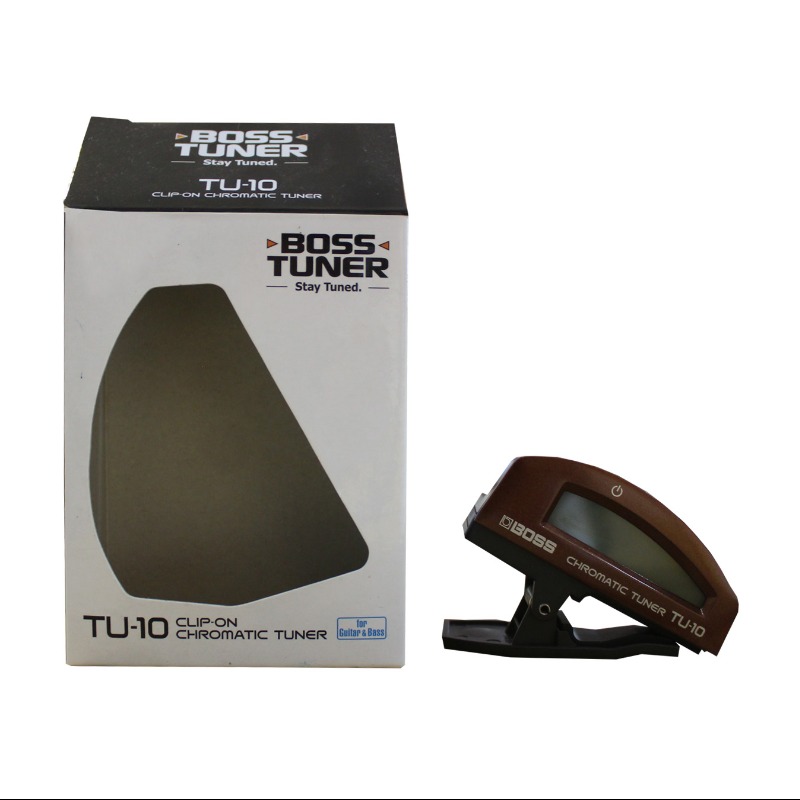 BOSS
TUNER
Stay Tuned.
TU-10
CLIP-ON CHROMATIC TUNER
BOSS
TUNER
Stay Tuned.
TU-10 CLIP-ON
CHROMATIC TUNER
for
Guitar & Bass
BOSS
CHROMATIC TUNER TU-10